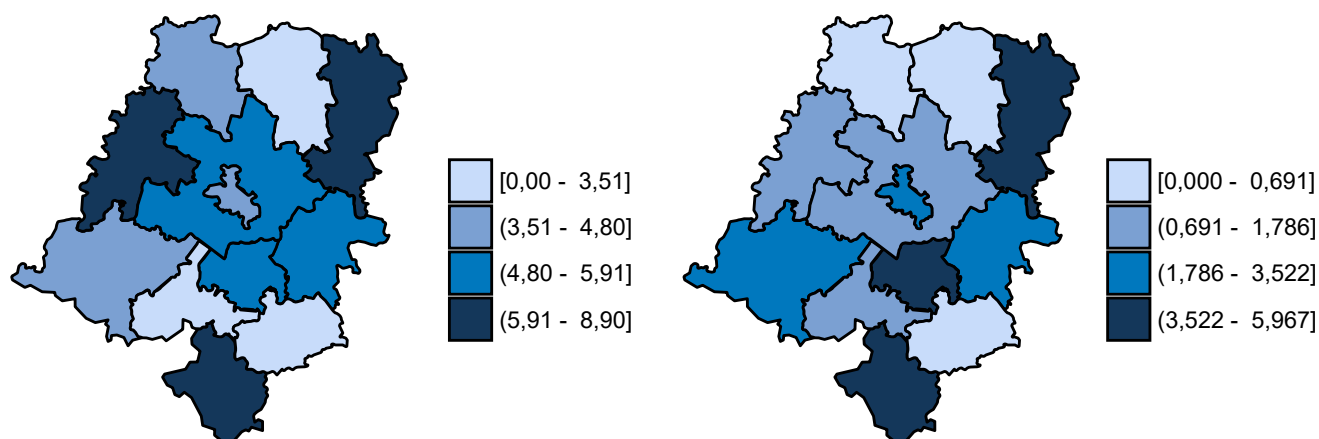 [0,00 - 3,51]
(3,51 - 4,80]
(4,80 - 5,91]
(5,91 - 8,90]
[0,000 - 0,691]
(0,691 - 1,786]
(1,786 - 3,522]
(3,522 - 5,967]